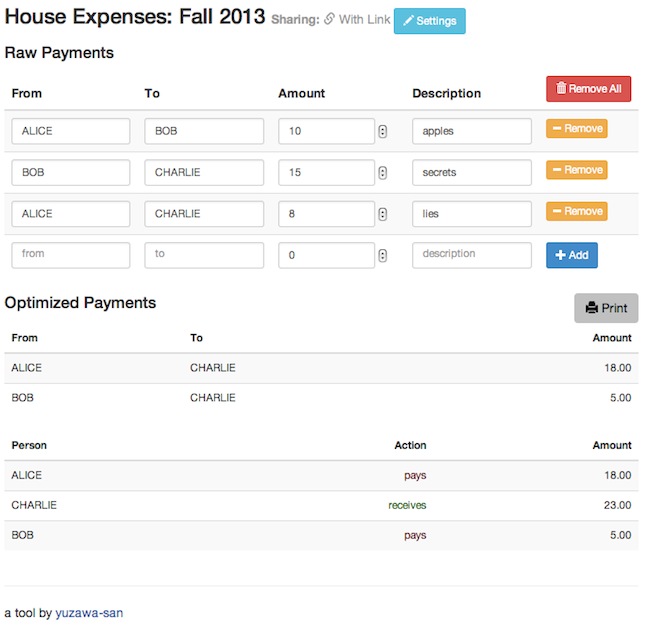 House Expenses: Fall 2013 Sharing: With Link Settings
Raw Payments
From To Amount Description Remove All
ALICE BOB 10 apples Remove
BOB CHARLIE 15 secrets Remove
ALICE CHARLIE 8 lies Remove
from to 0 description Add
Optimized Payments Print
From To Amount
ALICE CHARLIE 18.00
BOB CHARLIE 5.00
Person Action Amount
ALICE pays 18.00
CHARLIE receives 23.00
BOB pays 5.00
a tool by yuzawa-san